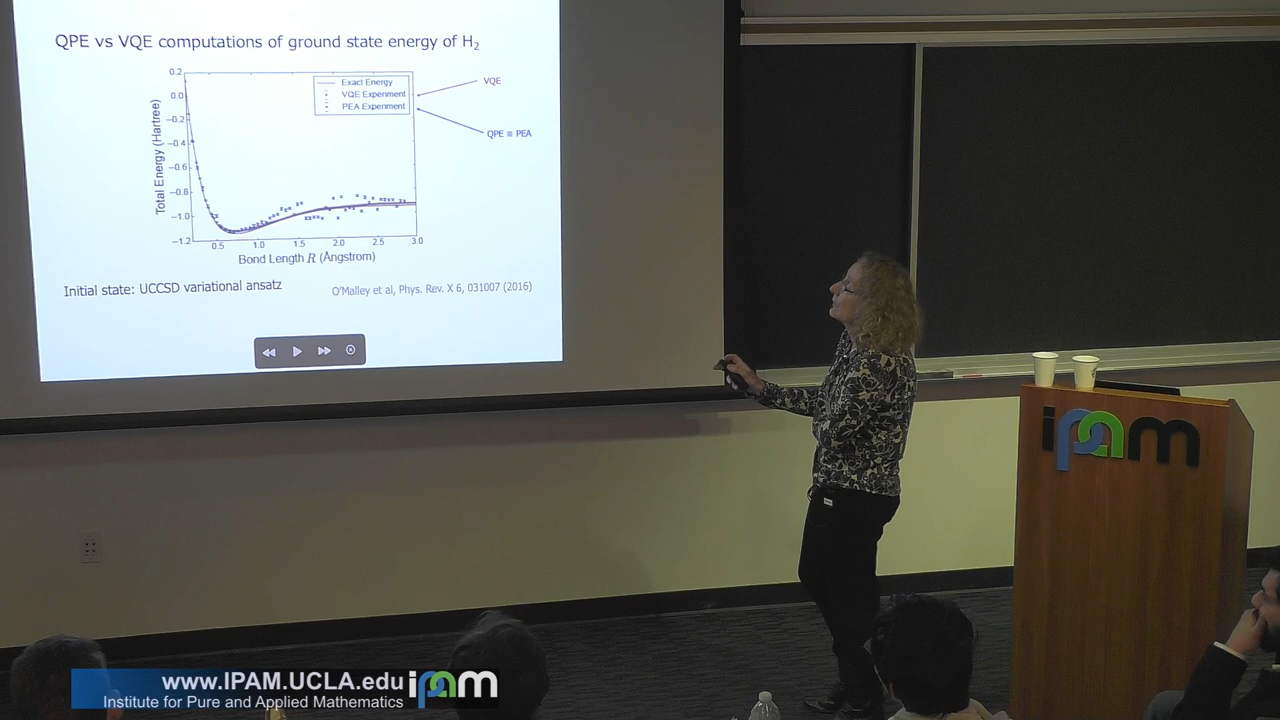 QPE vs VQE computations of ground state energy of H₂
0.2
0.0
−0.2
−0.4
−0.6
−0.8
−1.0
−1.2
Total Energy (Hartree)
Exact Energy
VQE Experiment
PEA Experiment
VQE
QPE ≡ PEA
0.5 1.0 1.5 2.0 2.5 3.0
Bond Length R (Ångstrom)
Initial state: UCCSD variational ansatz
O'Malley et al, Phys. Rev. X 6, 031007 (2016)
ipam
www.IPAM.UCLA.edu
ipam
Institute for Pure and Applied Mathematics